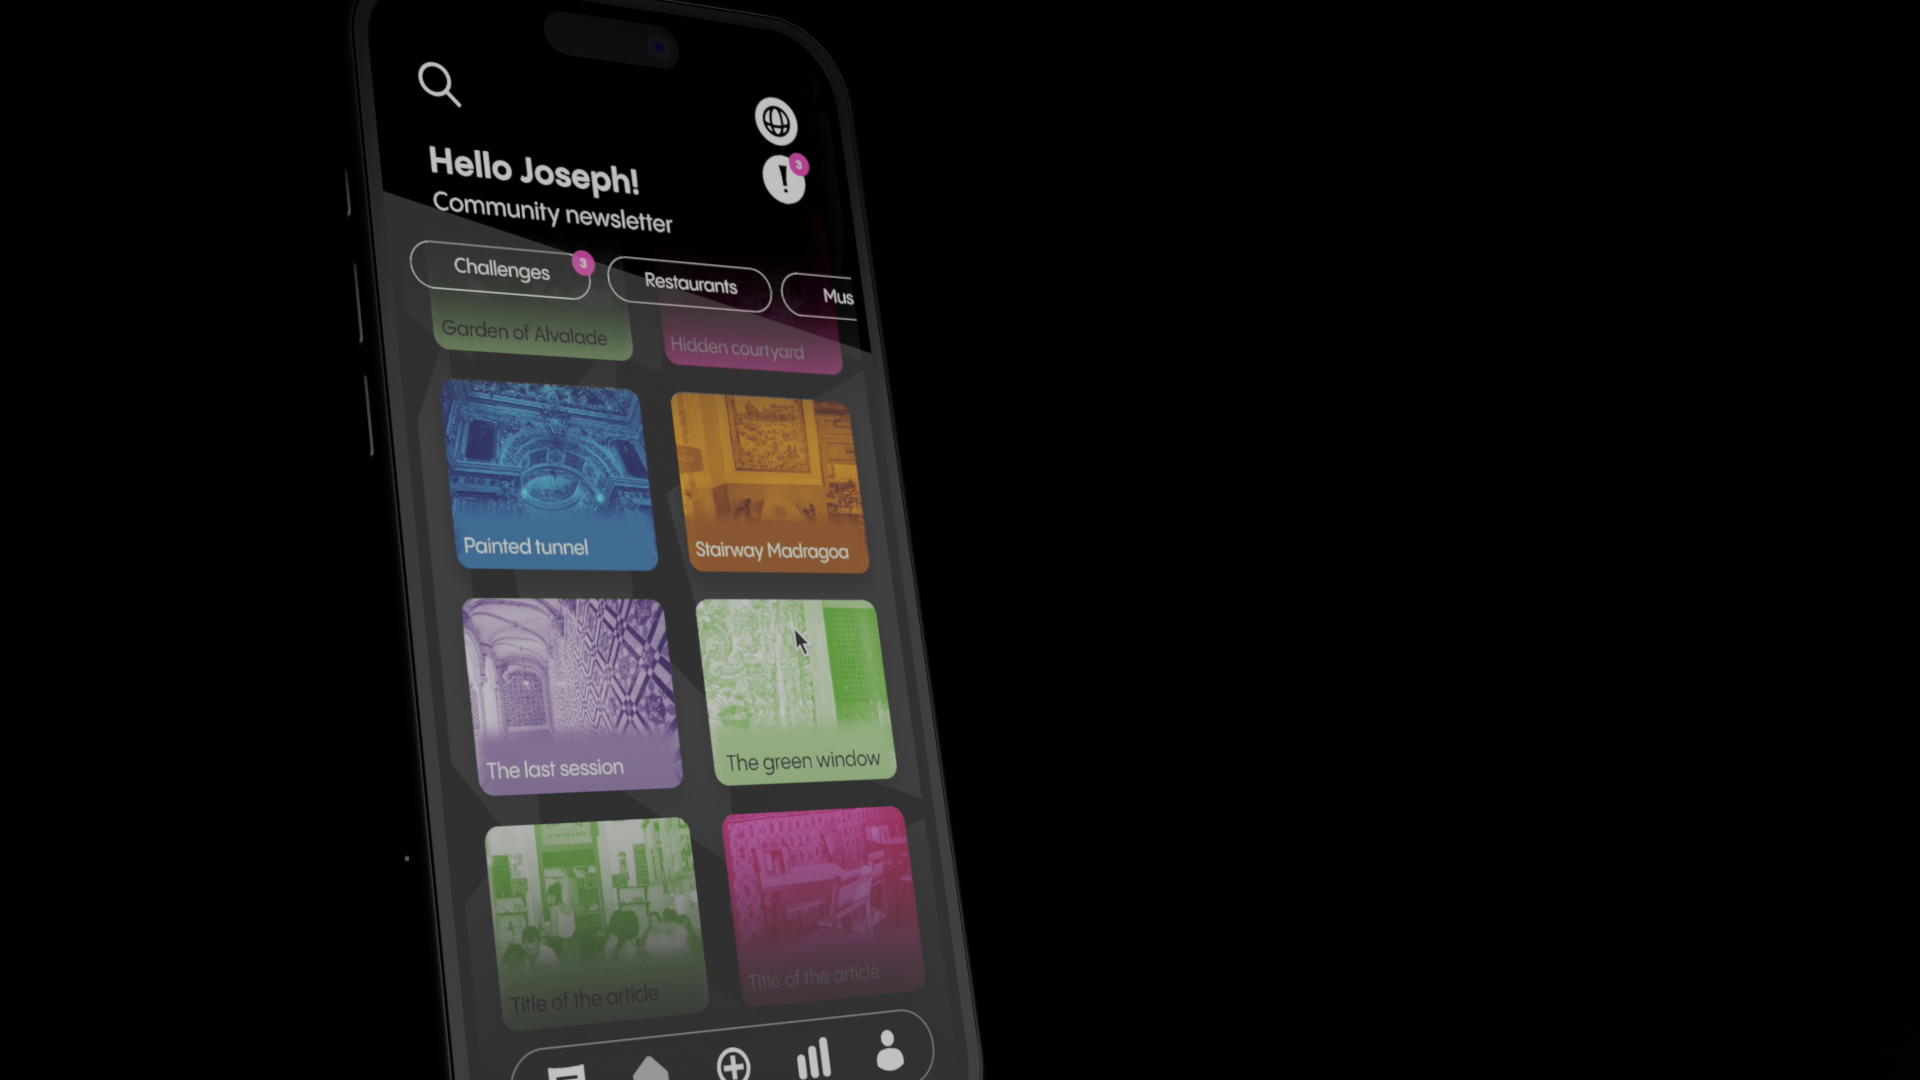 3
Hello Joseph!
Community newsletter
Challenges
3
Restaurants
Mus
Garden of Alvalade
Hidden courtyard
Painted tunnel
Stairway Madragoa
The last session
The green window
Title of the article
Title of the article